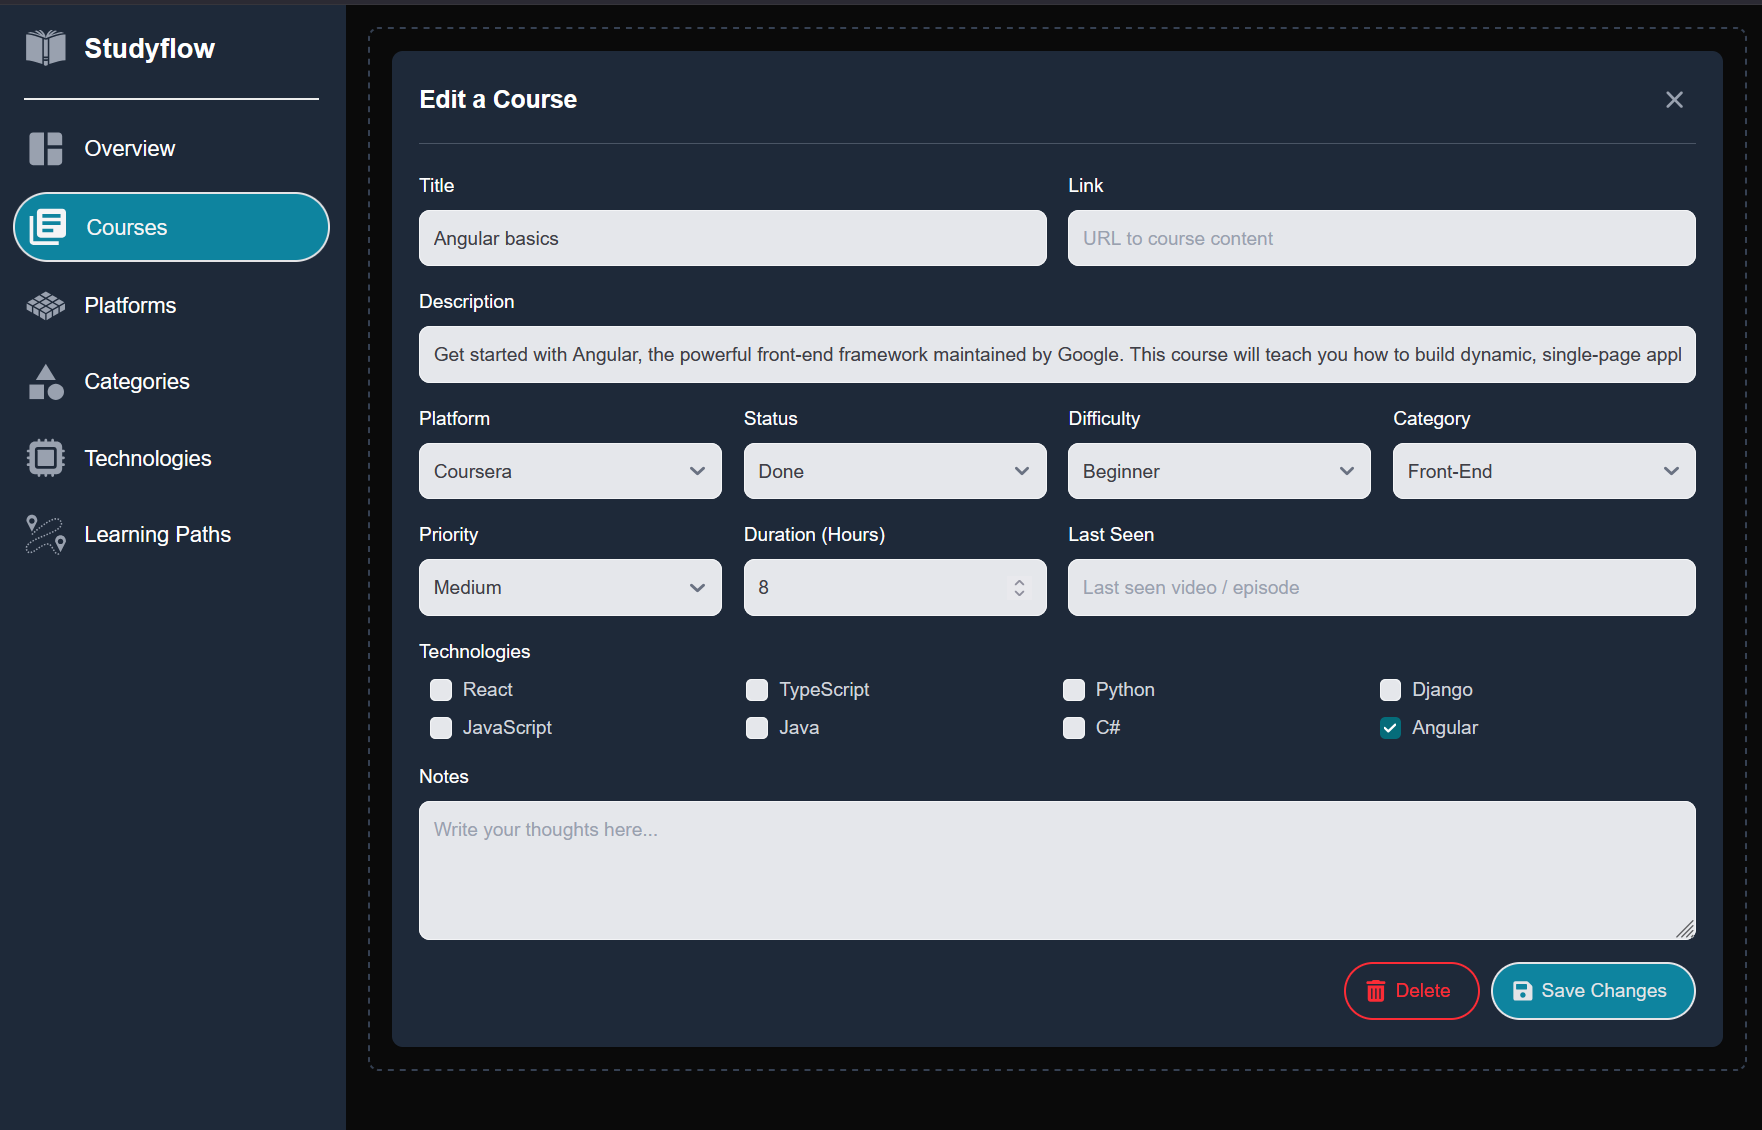 Studyflow
Overview
Courses
Platforms
Categories
Technologies
Learning Paths
Edit a Course
Title
Link
Angular basics
URL to course content
Description
Get started with Angular, the powerful front-end framework maintained by Google. This course will teach you how to build dynamic, single-page appl
Platform
Status
Difficulty
Category
Coursera
Done
Beginner
Front-End
Priority
Duration (Hours)
Last Seen
Medium
8
Last seen video / episode
Technologies
React
TypeScript
Python
Django
JavaScript
Java
C#
Angular
Notes
Write your thoughts here...
Delete
Save Changes